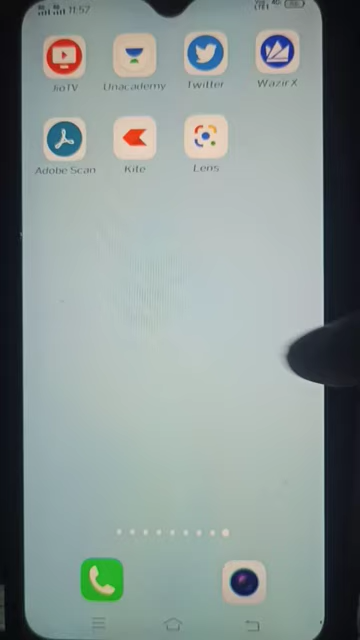 11:57
JioTV
Unacademy
Twitter
WazirX
Adobe Scan
Kite
Lens